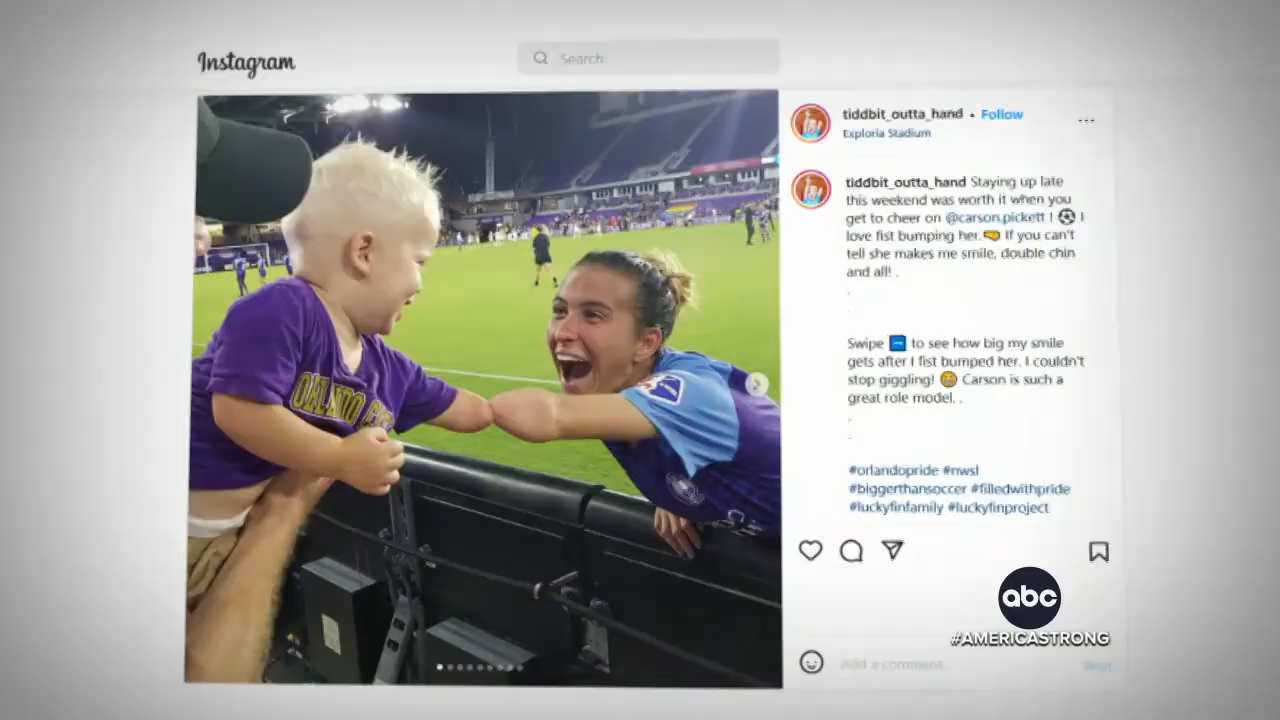 Instagram
Search
tiddbit_outta_hand • Follow
Exploria Stadium
tiddbit_outta_hand Staying up late
this weekend was worth it when you
get to cheer on @carson.pickett ! ⚽ I
love fist bumping her.🤜 If you can't
tell she makes me smile, double chin
and all! .
.
Swipe ➡️ to see how big my smile
gets after I fist bumped her. I couldn't
stop giggling! 😁 Carson is such a
great role model. .
.
.
#orlandopride #nwsl
#biggerthansoccer #filledwithpride
#luckyfinfamily #luckyfinproject
ORLANDO CITY
abc
#AMERICASTRONG
Add a comment...
Post